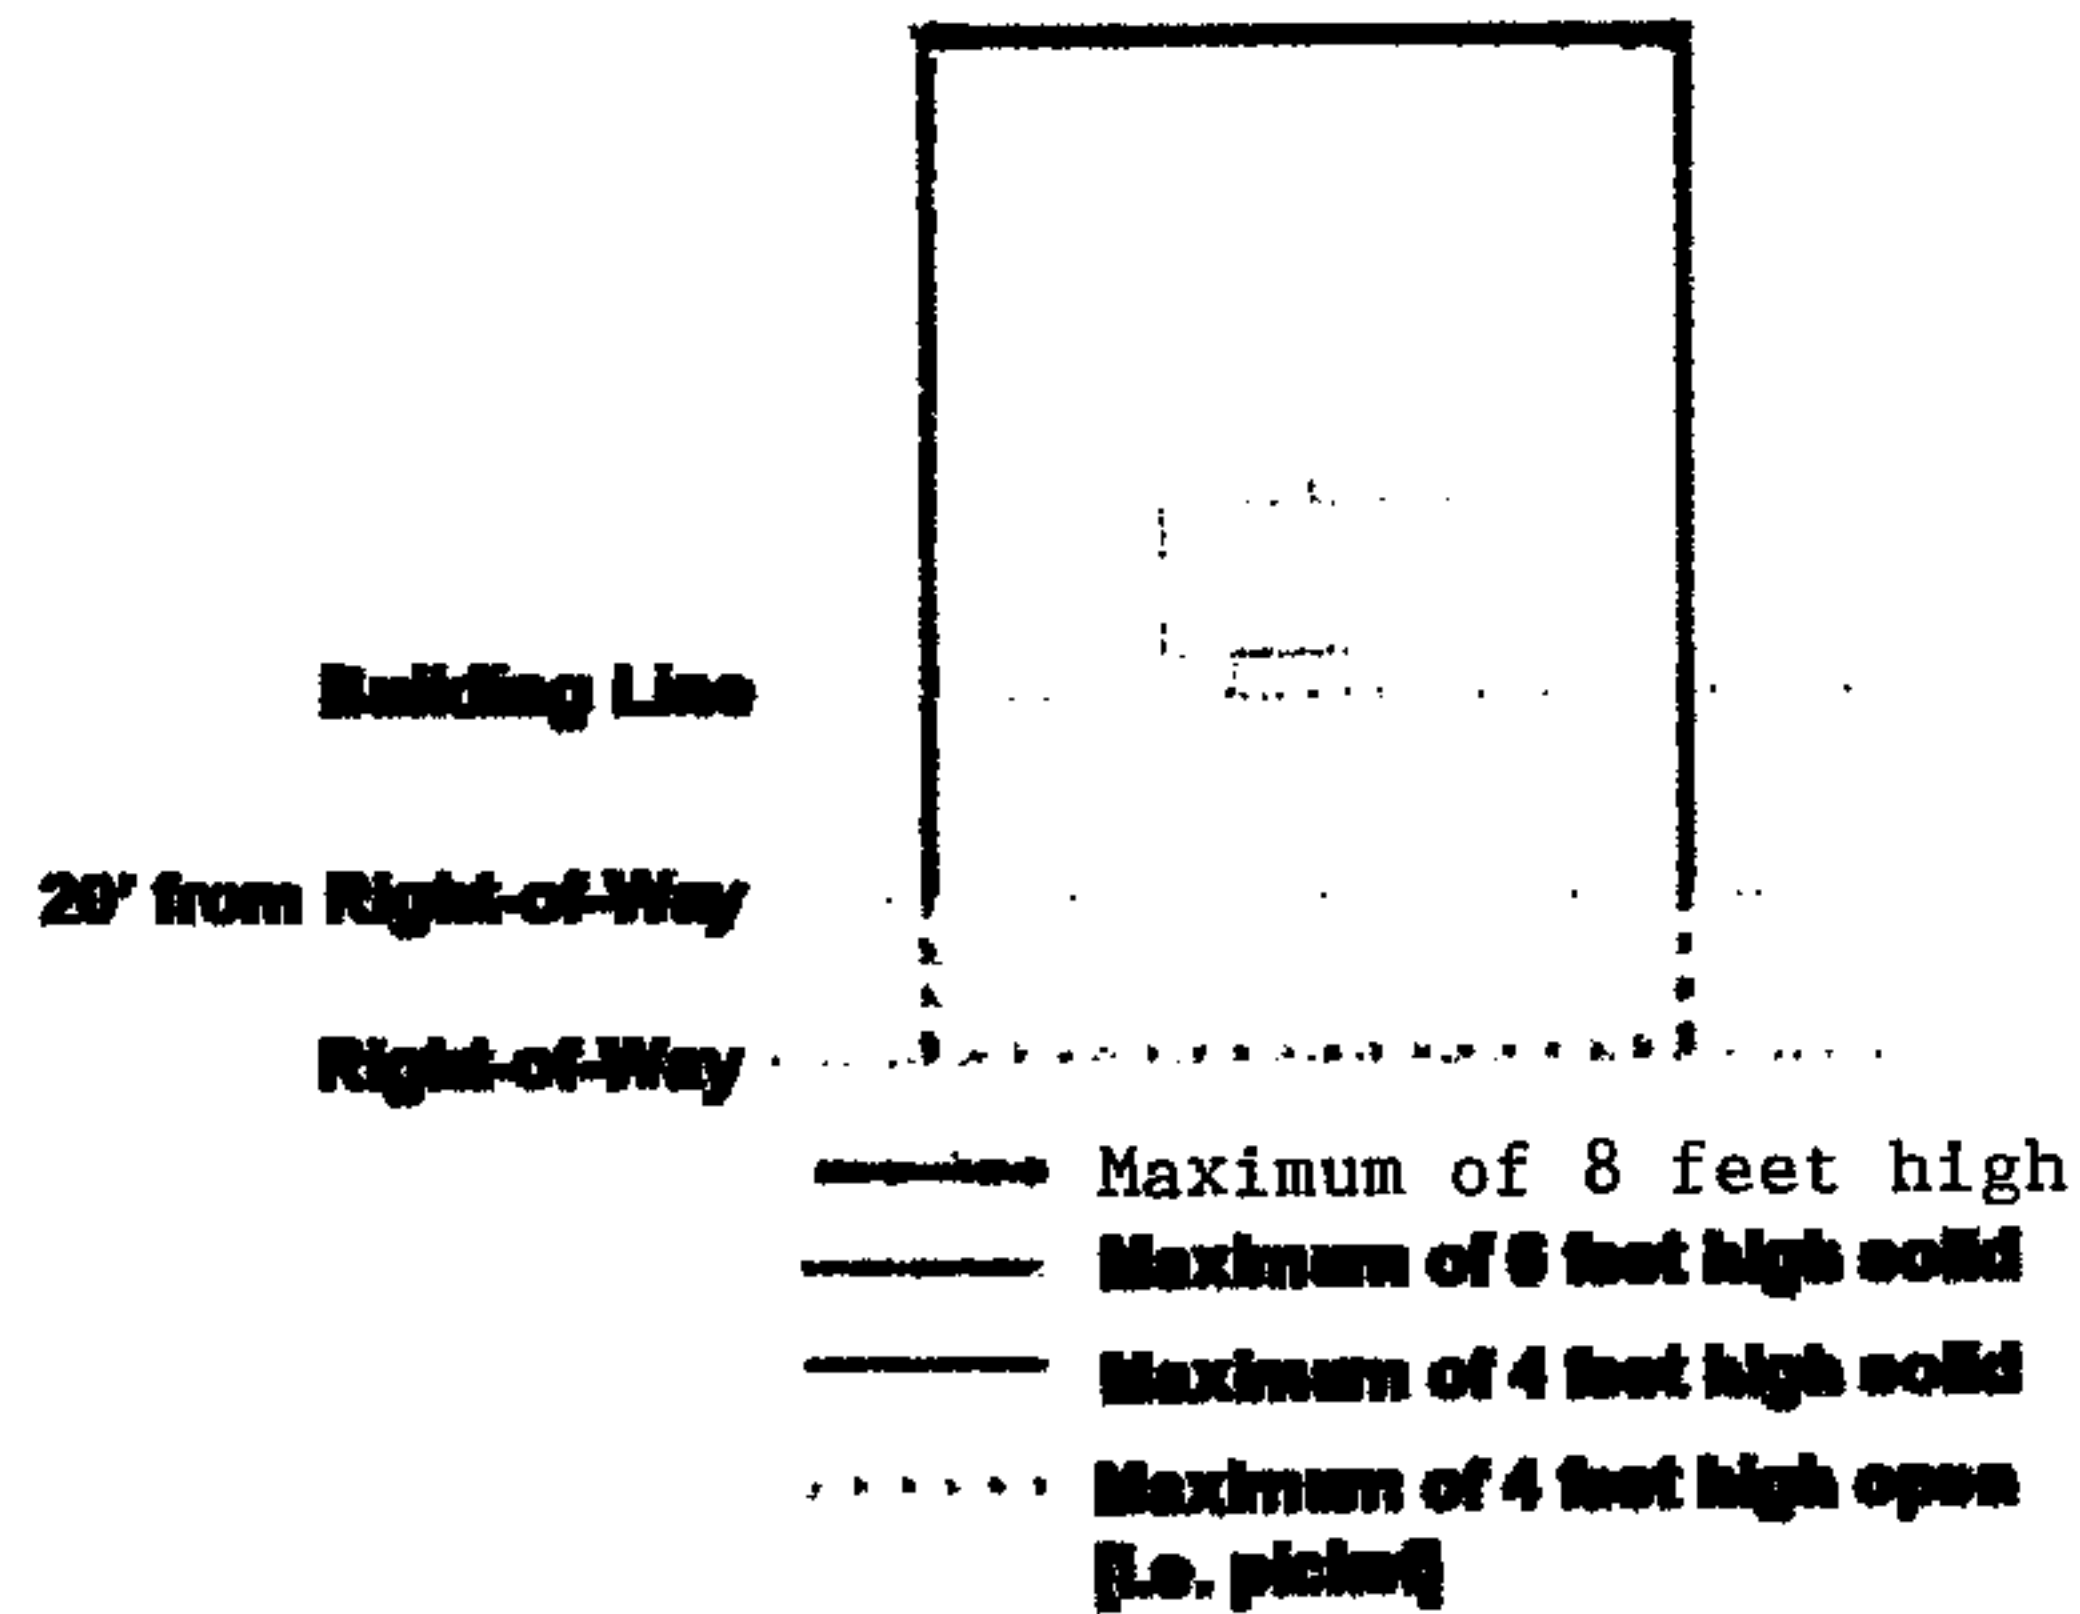 Building Line
20' from Right-of-Way
Right-of-Way
Maximum of 8 feet high
Maximum of 6 feet high solid
Maximum of 4 feet high solid
Maximum of 4 feet high open
[i.e. picket]